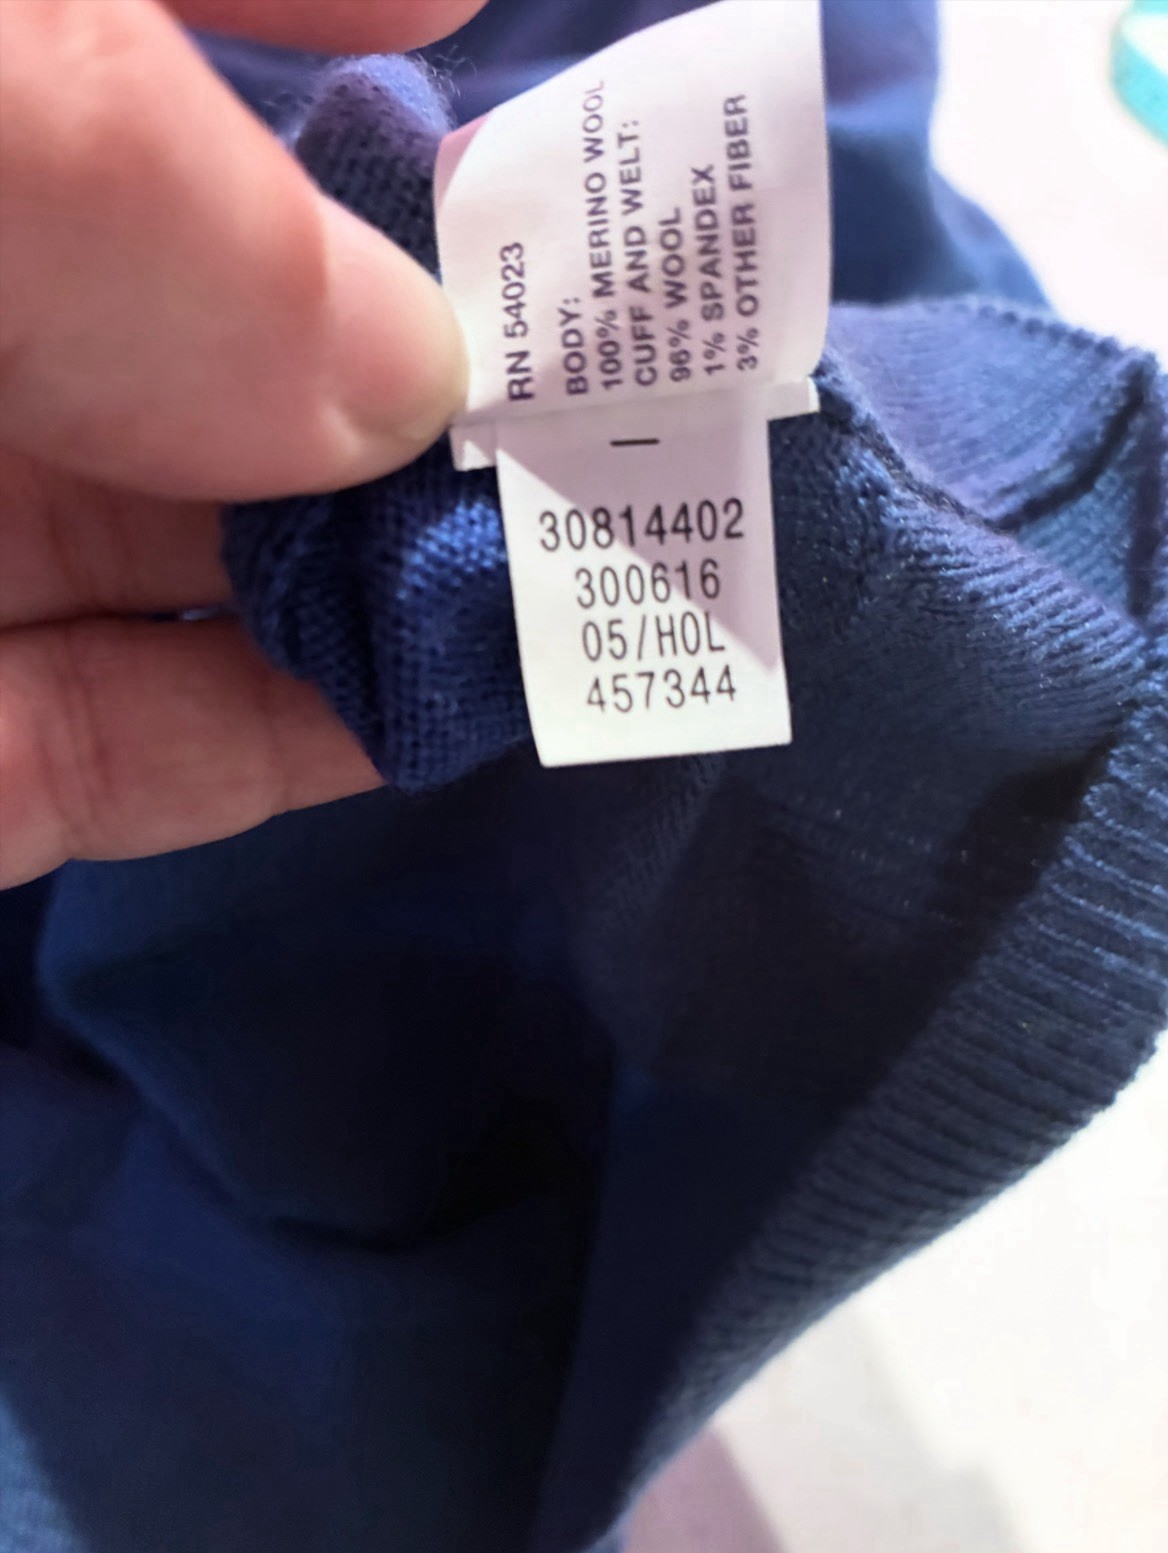 RN 54023
BODY:
100% MERINO WOOL
CUFF AND WELT:
96% WOOL
1% SPANDEX
3% OTHER FIBER
30814402
300616
05/HOL
457344